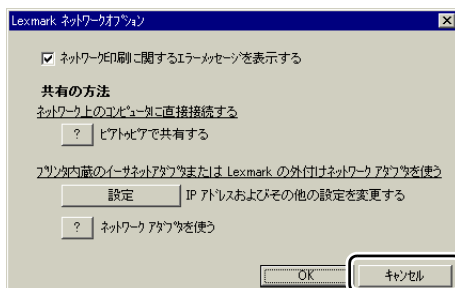 Lexmark ネットワークオプション
ネットワーク印刷に関するエラーメッセージを表示する
共有の方法
ネットワーク上のコンピュータに直接接続する
? ピアトゥピアで共有する
プリンタ内蔵のイーサネットアダプタまたは Lexmark の外付けネットワーク アダプタを使う
設定 IP アドレスおよびその他の設定を変更する
? ネットワーク アダプタを使う
OK キャンセル